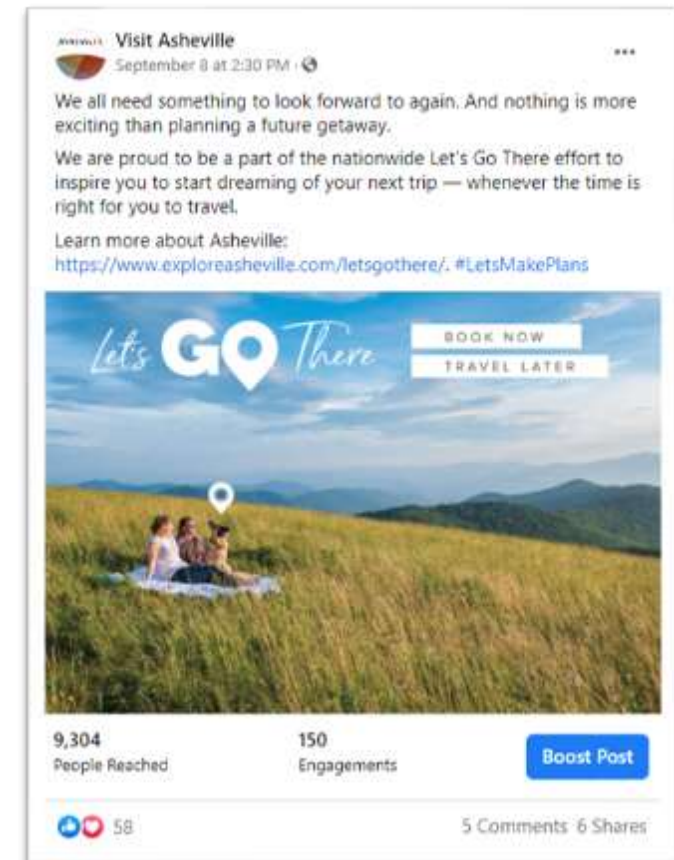 Visit Asheville
September 8 at 2:30 PM ·
We all need something to look forward to again. And nothing is more
exciting than planning a future getaway.
We are proud to be a part of the nationwide Let's Go There effort to
inspire you to start dreaming of your next trip — whenever the time is
right for you to travel.
Learn more about Asheville:
https://www.exploreasheville.com/letsgothere/. #LetsMakePlans
Let's GO There
BOOK NOW
TRAVEL LATER
9,304 150
People Reached Engagements
Boost Post
58 5 Comments 6 Shares